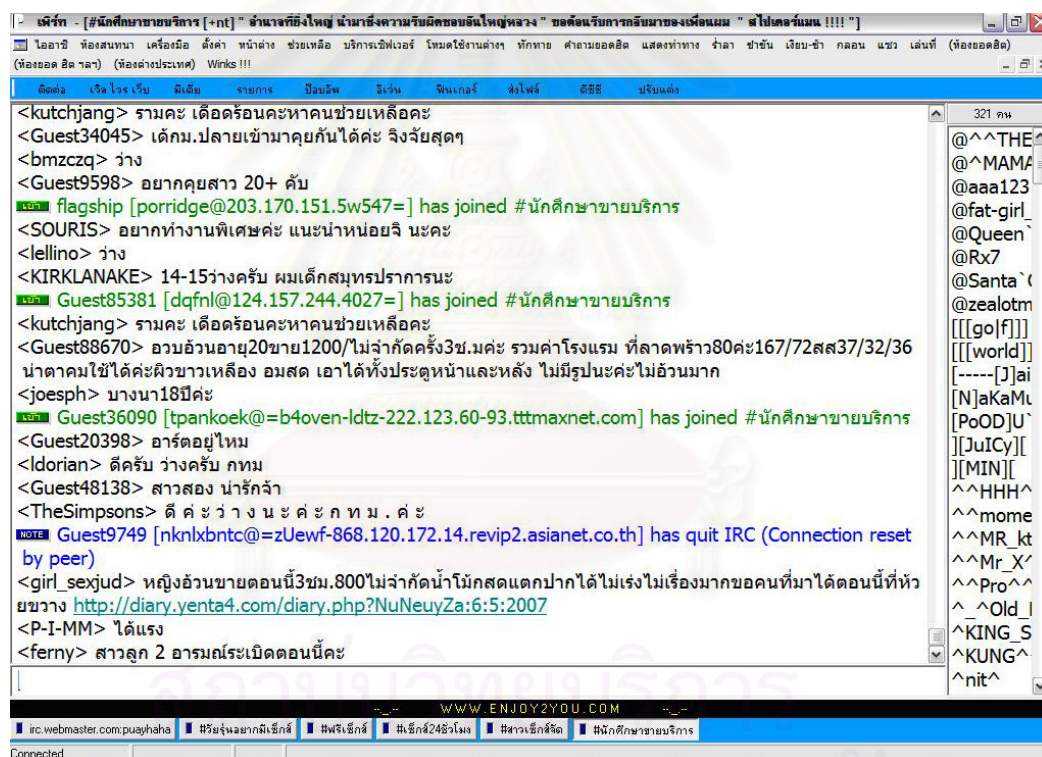 เพิร์ท - [#นักศึกษาขายบริการ [+nt] " อำนาจที่ยิ่งใหญ่ นำมาซึ่งความรับผิดชอบอันใหญ่หลวง " ขอต้อนรับการกลับมาของเพื่อนผม " สไปเดอร์แมน !!!! "]
ไออาร์ซี ห้องสนทนา เครื่องมือ ตั้งค่า หน้าต่าง ช่วยเหลือ บริการเซิฟเวอร์ โหมดใช้งานต่างๆ ทักทาย คำถามยอดฮิต แสดงท่าทาง ร่ำลา ขำขัน เงียบ-ช้า กลอน แซว เล่นที่ (ห้องยอดฮิต)
(ห้องยอด ฮิต าลา) (ห้องต่างประเทศ) Winks !!!
ติดต่อ เวิล ไวร เว็บ มีเดีย รายการ ป๊อบอัพ อีเว่น ฟินเกอร์ ส่งไฟล์ ดีซีซี ปรับแต่ง
<kutchjang> รามคะ เดือดร้อนคะหาคนช่วยเหลือคะ
<Guest34045> เด้กม.ปลายเข้ามาคุยกันได้ค่ะ จิงจัยสุดๆ
<bmzczq> ว่าง
<Guest9598> อยากคุยสาว 20+ คับ
เข้า flagship [porridge@203.170.151.5w547=] has joined #นักศึกษาขายบริการ
<SOURIS> อยากทำงานพิเศษค่ะ แนะนำหน่อยจิ นะคะ
<lellino> ว่าง
<KIRKLANAKE> 14-15ว่างครับ ผมเด็กสมุทรปราการนะ
เข้า Guest85381 [dqfnl@124.157.244.4027=] has joined #นักศึกษาขายบริการ
<kutchjang> รามคะ เดือดร้อนคะหาคนช่วยเหลือคะ
<Guest88670> อวบอ้วนอายุ20ขาย1200/ไม่จำกัดครั้ง3ช.มค่ะ รวมค่าโรงแรม ที่ลาดพร้าว80ค่ะ167/72สส37/32/36
น่าตาคมใช้ได้ค่ะผิวขาวเหลือง อมสด เอาได้ทั้งประตูหน้าและหลัง ไม่มีรูปนะค่ะไม่อ้วนมาก
<joesph> บางนา18ปีค่ะ
เข้า Guest36090 [tpankoek@=b4oven-ldtz-222.123.60-93.tttmaxnet.com] has joined #นักศึกษาขายบริการ
<Guest20398> อาร์ตอยู่ไหม
<ldorian> ดีครับ ว่างครับ กทม
<Guest48138> สาวสอง น่ารักจ้า
<TheSimpsons> ดี ค่ ะ ว่ า ง น ะ ค่ ะ ก ท ม . ค่ ะ
NOTE Guest9749 [nknlxbntc@=zUewf-868.120.172.14.revip2.asianet.co.th] has quit IRC (Connection reset
by peer)
<girl_sexjud> หญิงอ้วนขายตอนนี้3ชม.800ไม่จำกัดน้ำโม้กสดแตกปากได้ไม่เร่งไม่เรื่องมากขอคนที่มาได้ตอนนี้ที่ห้ว
ยขวาง http://diary.yenta4.com/diary.php?NuNeuyZa:6:5:2007
<P-I-MM> ได้แรง
<ferny> สาวลูก 2 อารมณ์ระเบิดตอนนี้คะ
321 คน
@^^THE
@^MAMA
@aaa123
@fat-girl_
@Queen`
@Rx7
@Santa`
@zealotm
[[[go|f]]]
[[[world]]
[-----[J]ai
[N]aKaMu
[PoOD]U`
][JuICy][
][MIN][
^^HHH^
^^mome
^^MR_kt
^^Mr_X^
^^Pro^^
^_^Old_
^KING_S
^KUNG^
^nit^
WWW.ENJOY2YOU.COM
irc.webmaster.com:puayhaha #วัยรุ่นอยากมีเซ็กส์ #ฟรีเซ็กส์ #เซ็กส์24ชั่วโมง #สาวเซ็กส์จัด #นักศึกษาขายบริการ
Connected